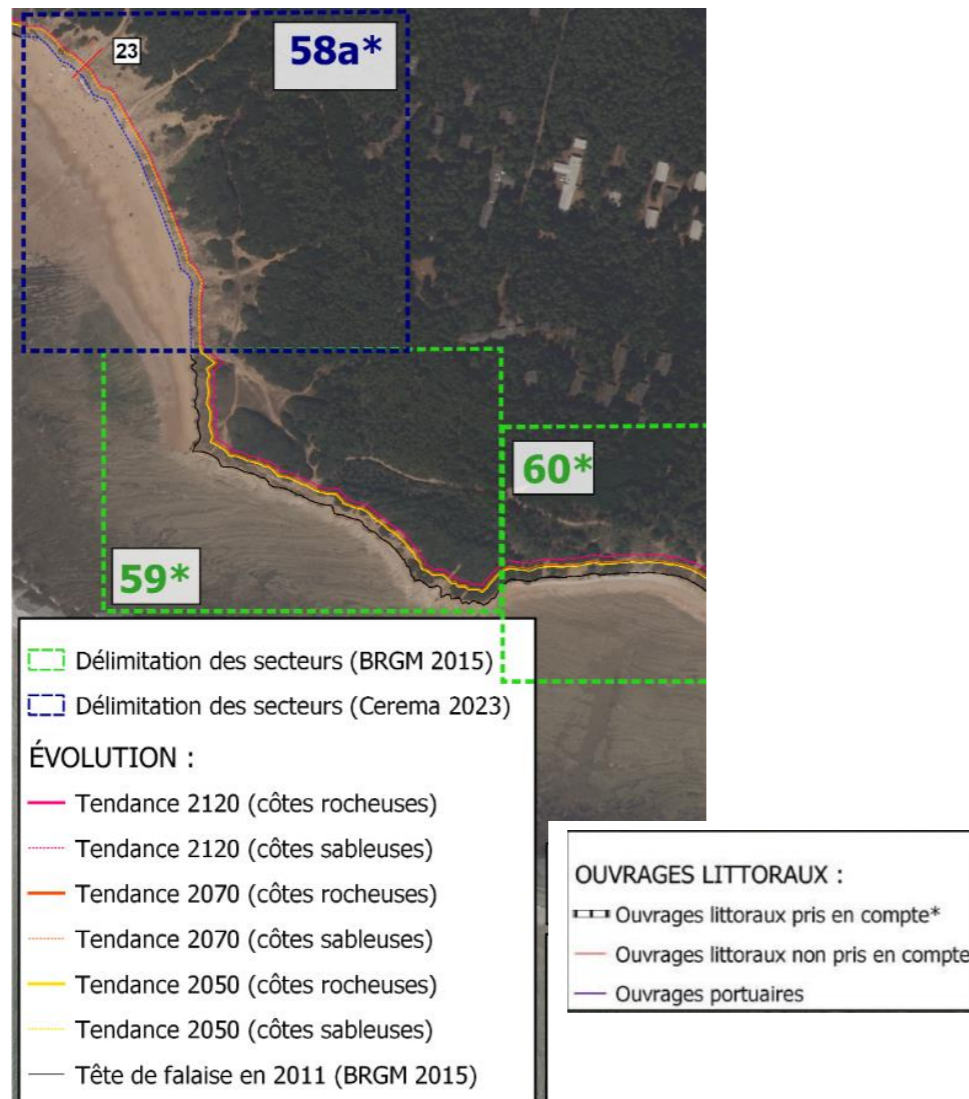 58a*
23
60*
59*
Délimitation des secteurs (BRGM 2015)
Délimitation des secteurs (Cerema 2023)
ÉVOLUTION :
Tendance 2120 (côtes rocheuses)
Tendance 2120 (côtes sableuses)
Tendance 2070 (côtes rocheuses)
Tendance 2070 (côtes sableuses)
Tendance 2050 (côtes rocheuses)
Tendance 2050 (côtes sableuses)
Tête de falaise en 2011 (BRGM 2015)
OUVRAGES LITTORAUX :
Ouvrages littoraux pris en compte*
Ouvrages littoraux non pris en compte
Ouvrages portuaires